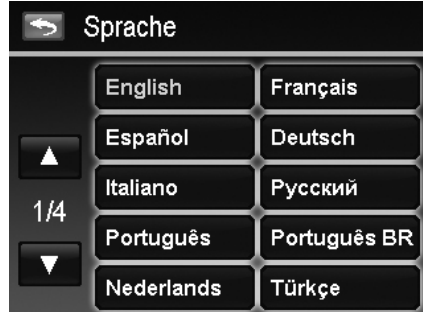 Sprache
English Français
Español Deutsch
Italiano Русский
1/4
Português Português BR
Nederlands Türkçe